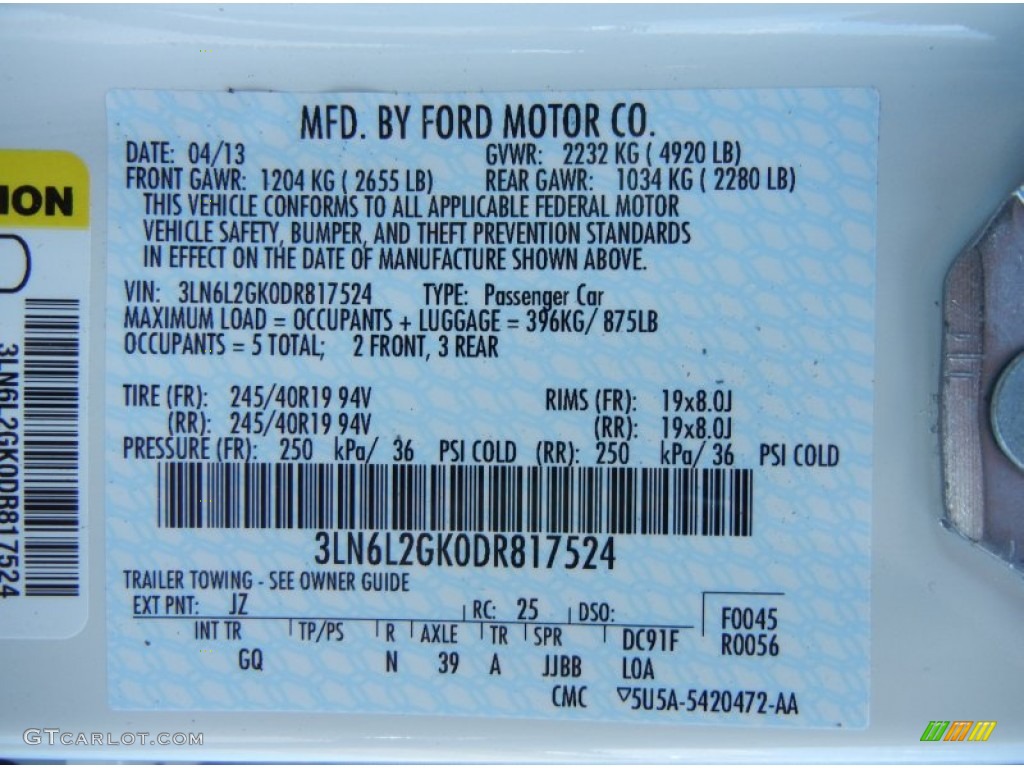 MFD. BY FORD MOTOR CO.
DATE: 04/13 GVWR: 2232 KG ( 4920 LB)
FRONT GAWR: 1204 KG ( 2655 LB) REAR GAWR: 1034 KG ( 2280 LB)
THIS VEHICLE CONFORMS TO ALL APPLICABLE FEDERAL MOTOR
VEHICLE SAFETY, BUMPER, AND THEFT PREVENTION STANDARDS
IN EFFECT ON THE DATE OF MANUFACTURE SHOWN ABOVE.
VIN: 3LN6L2GK0DR817524 TYPE: Passenger Car
MAXIMUM LOAD = OCCUPANTS + LUGGAGE = 396KG/ 875LB
OCCUPANTS = 5 TOTAL; 2 FRONT, 3 REAR
TIRE (FR): 245/40R19 94V RIMS (FR): 19x8.0J
(RR): 245/40R19 94V (RR): 19x8.0J
PRESSURE (FR): 250 kPa/ 36 PSI COLD (RR): 250 kPa/ 36 PSI COLD
3LN6L2GK0DR817524
TRAILER TOWING - SEE OWNER GUIDE
EXT PNT: JZ RC: 25 DSO: F0045
INT TR TP/PS R AXLE TR SPR DC91F R0056
GQ N 39 A JJBB LOA
CMC 5U5A-5420472-AA
ION
3LN6L2GK0DR817524
GTCARLOT.COM